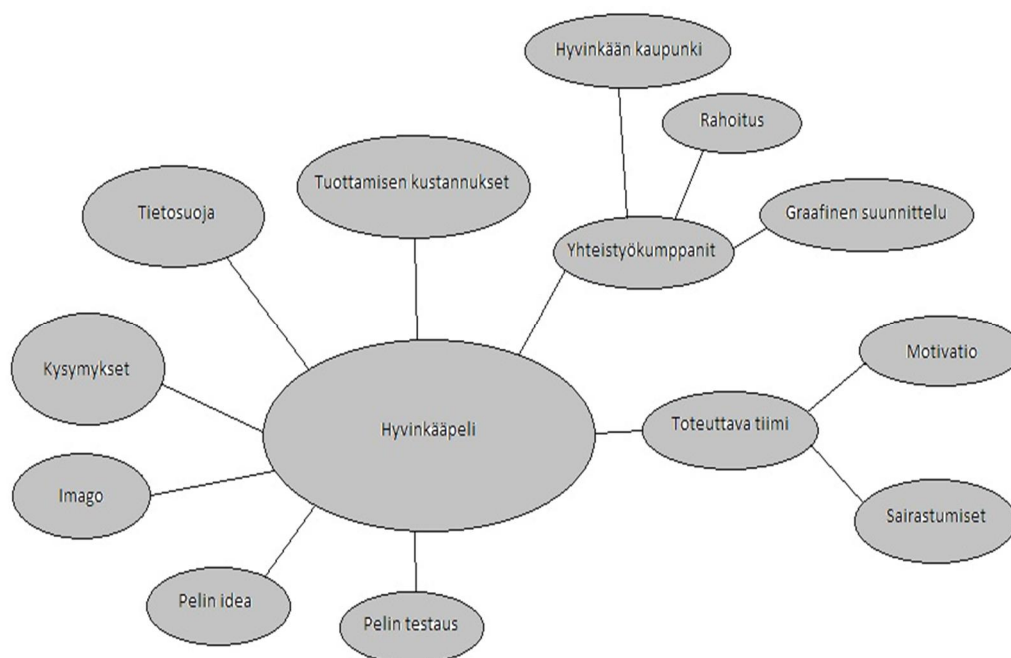 Hyvinkään kaupunki
Rahoitus
Tuottamisen kustannukset
Tietosuoja
Graafinen suunnittelu
Yhteistyökumppanit
Motivatio
Kysymykset
Hyvinkääpeli
Toteuttava tiimi
Imago
Sairastumiset
Pelin idea
Pelin testaus